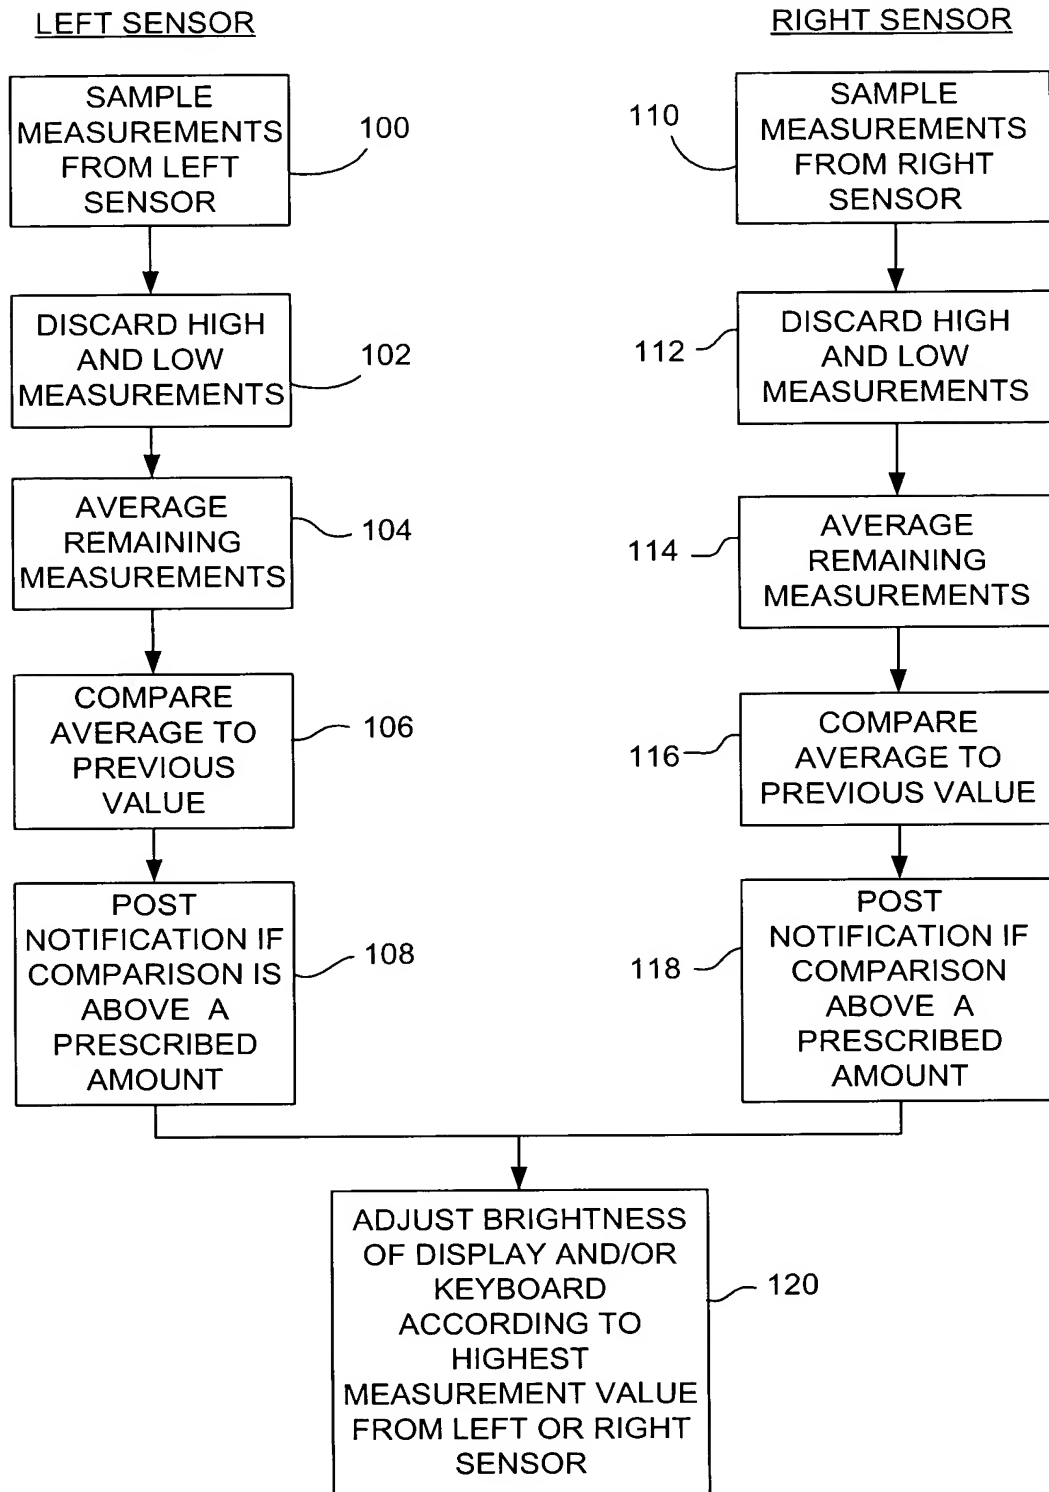 LEFT SENSOR
SAMPLE
MEASUREMENTS
FROM LEFT
SENSOR
100
DISCARD HIGH
AND LOW
MEASUREMENTS
102
AVERAGE
REMAINING
MEASUREMENTS
104
COMPARE
AVERAGE TO
PREVIOUS
VALUE
106
POST
NOTIFICATION IF
COMPARISON IS
ABOVE A
PRESCRIBED
AMOUNT
108
RIGHT SENSOR
SAMPLE
MEASUREMENTS
FROM RIGHT
SENSOR
110
DISCARD HIGH
AND LOW
MEASUREMENTS
112
AVERAGE
REMAINING
MEASUREMENTS
114
COMPARE
AVERAGE TO
PREVIOUS VALUE
116
POST
NOTIFICATION IF
COMPARISON
ABOVE A
PRESCRIBED
AMOUNT
118
ADJUST BRIGHTNESS
OF DISPLAY AND/OR
KEYBOARD
ACCORDING TO
HIGHEST
MEASUREMENT VALUE
FROM LEFT OR RIGHT
SENSOR
120